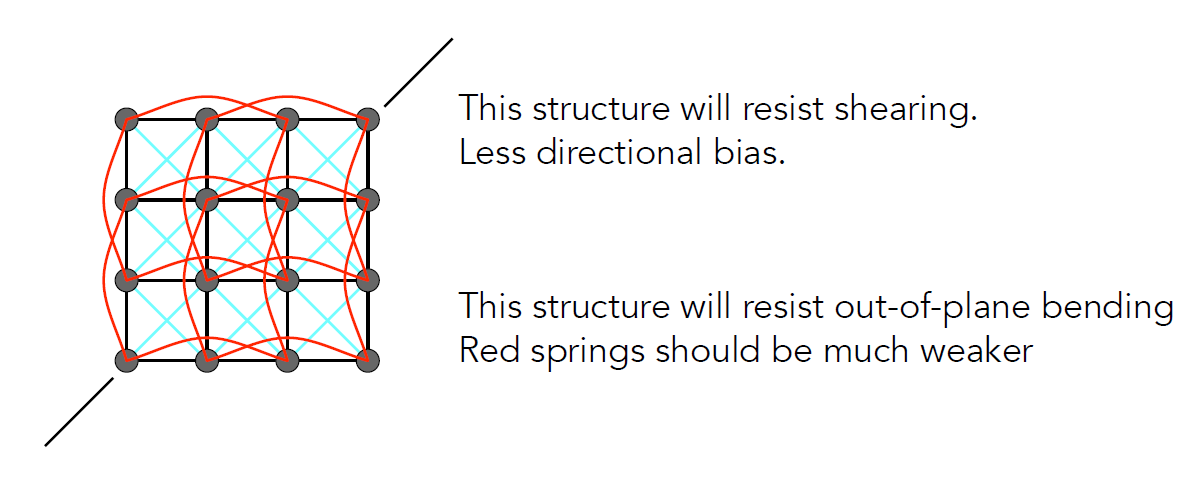 This structure will resist shearing.
Less directional bias.
This structure will resist out-of-plane bending
Red springs should be much weaker